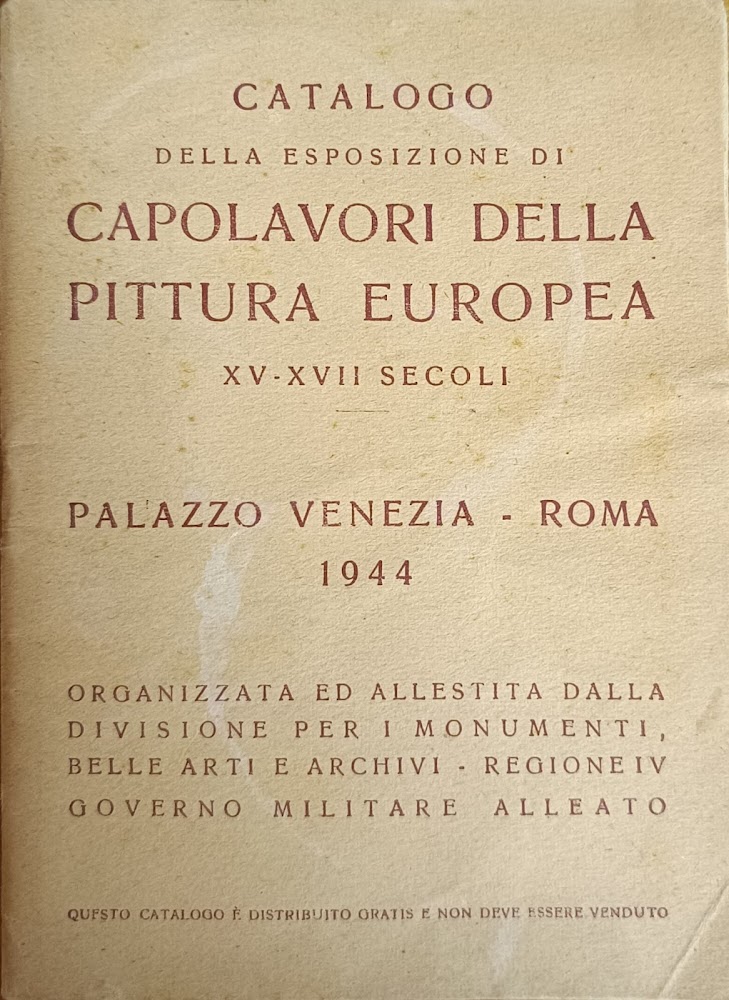 CATALOGO
DELLA ESPOSIZIONE DI
CAPOLAVORI DELLA
PITTURA EUROPEA
XV-XVII SECOLI
PALAZZO VENEZIA - ROMA
1944
ORGANIZZATA ED ALLESTITA DALLA
DIVISIONE PER I MONUMENTI,
BELLE ARTI E ARCHIVI - REGIONE IV
GOVERNO MILITARE ALLEATO
QUESTO CATALOGO È DISTRIBUITO GRATIS E NON DEVE ESSERE VENDUTO